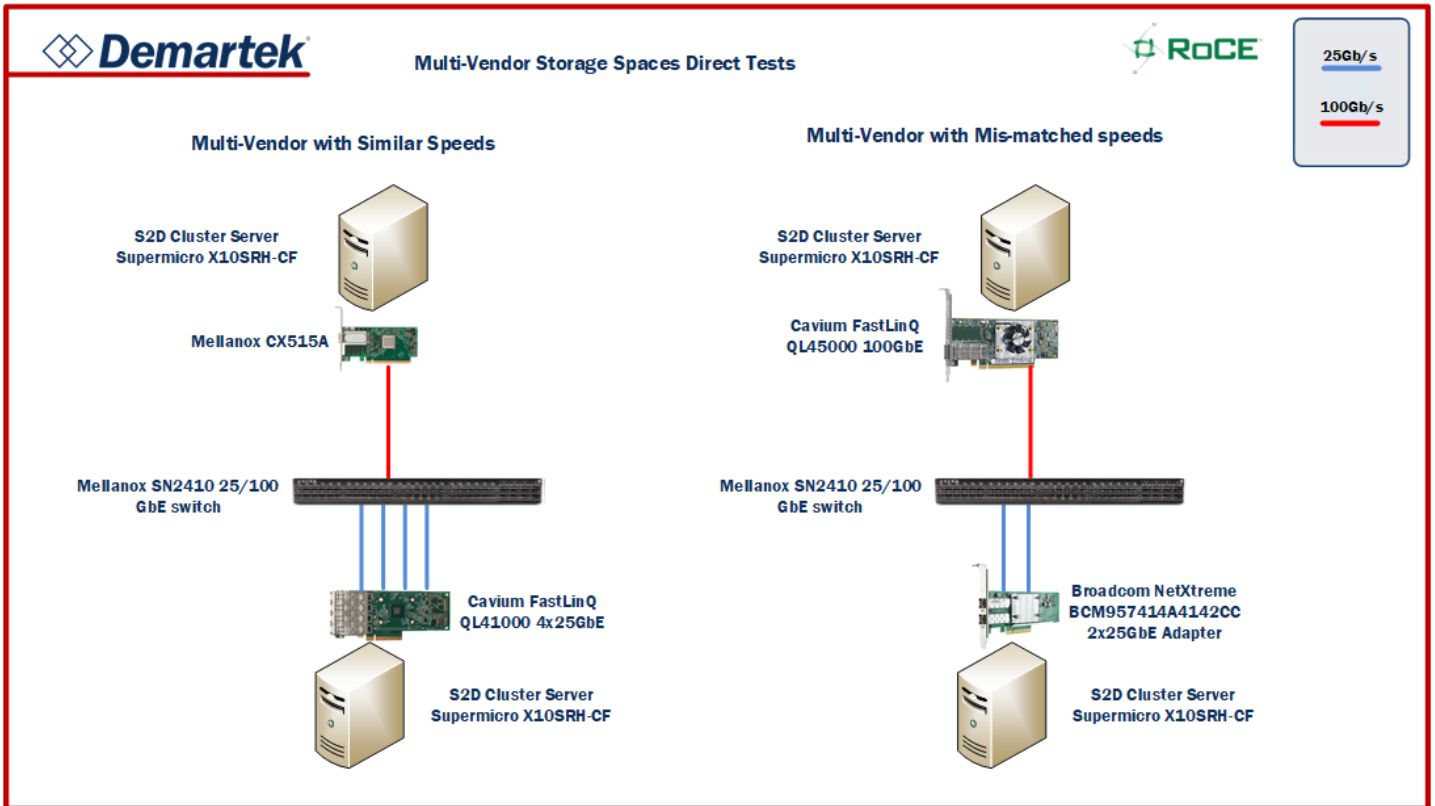 Demartek
Multi-Vendor Storage Spaces Direct Tests
RoCE
25Gb/s
100Gb/s
Multi-Vendor with Similar Speeds
S2D Cluster Server
Supermicro X10SRH-CF
Mellanox CX515A
Mellanox SN2410 25/100
GbE switch
Cavium FastLinQ
QL41000 4x25GbE
S2D Cluster Server
Supermicro X10SRH-CF
Multi-Vendor with Mis-matched speeds
S2D Cluster Server
Supermicro X10SRH-CF
Cavium FastLinQ
QL45000 100GbE
Mellanox SN2410 25/100
GbE switch
Broadcom NetXtreme
BCM957414A4142CC
2x25GbE Adapter
S2D Cluster Server
Supermicro X10SRH-CF